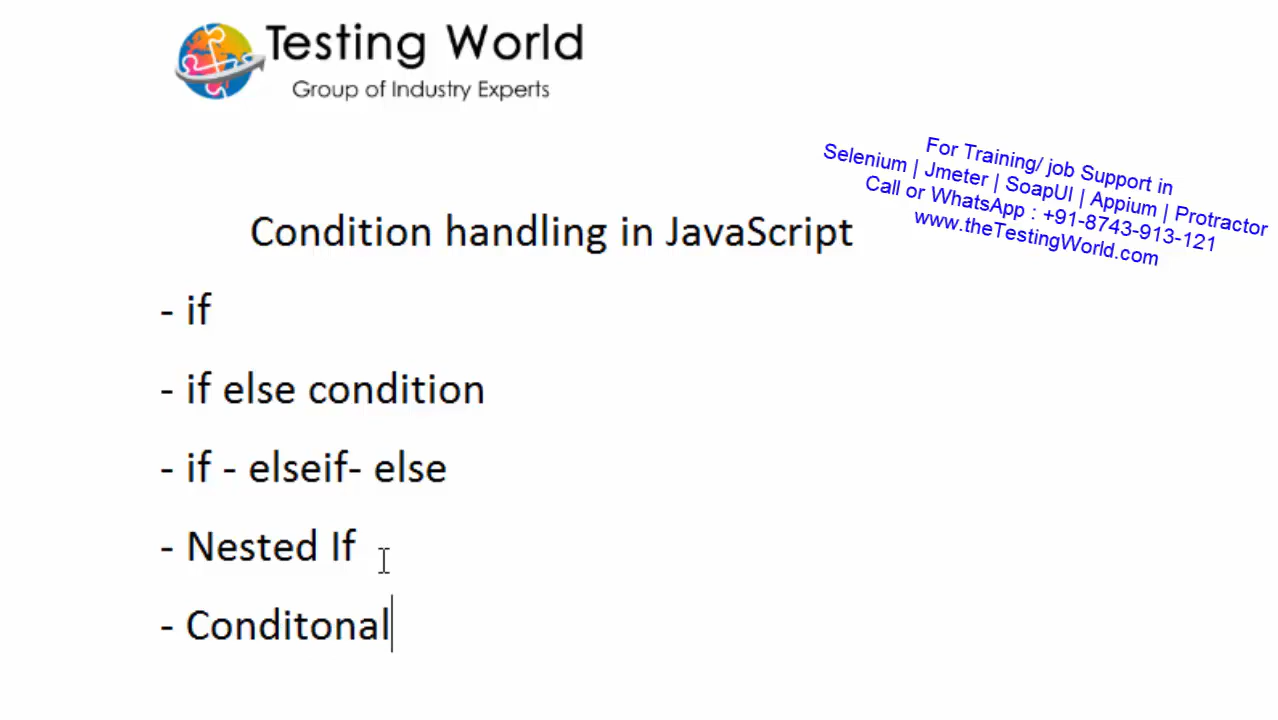 Testing World
Group of Industry Experts
For Training/ job Support in
Selenium | Jmeter | SoapUI | Appium | Protractor
Call or WhatsApp : +91-8743-913-121
www.theTestingWorld.com
Condition handling in JavaScript
- if
- if else condition
- if - elseif- else
- Nested If
- Conditonal